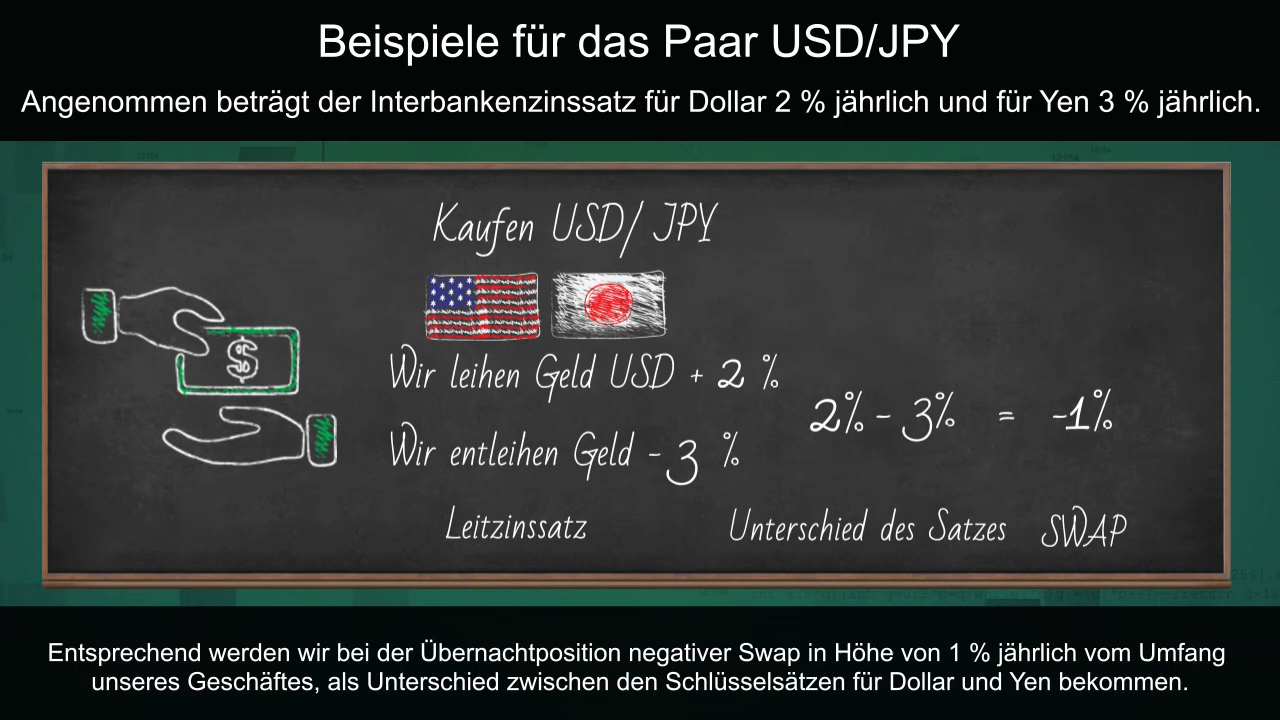 Beispiele für das Paar USD/JPY
Angenommen beträgt der Interbankenzinssatz für Dollar 2 % jährlich und für Yen 3 % jährlich.
Kaufen USD/ JPY
$
Wir leihen Geld USD + 2 %
Wir entleihen Geld - 3 %
2% - 3% = -1%
Leitzinssatz
Unterschied des Satzes
SWAP
Entsprechend werden wir bei der Übernachtposition negativer Swap in Höhe von 1 % jährlich vom Umfang
unseres Geschäftes, als Unterschied zwischen den Schlüsselsätzen für Dollar und Yen bekommen.